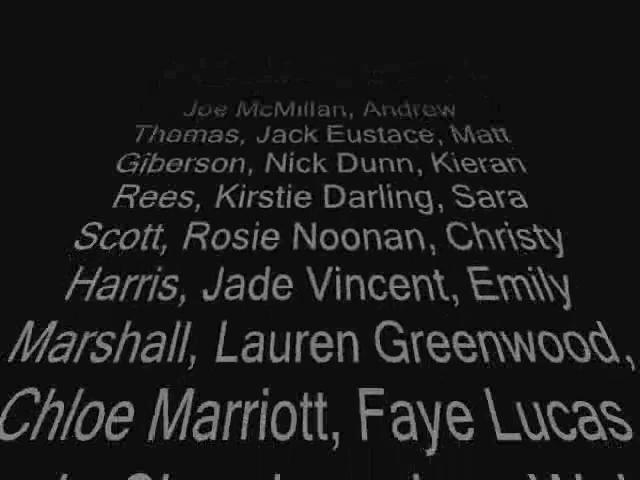 Joe McMillan, Andrew
Thomas, Jack Eustace, Matt
Giberson, Nick Dunn, Kieran
Rees, Kirstie Darling, Sara
Scott, Rosie Noonan, Christy
Harris, Jade Vincent, Emily
Marshall, Lauren Greenwood,
Chloe Marriott, Faye Lucas